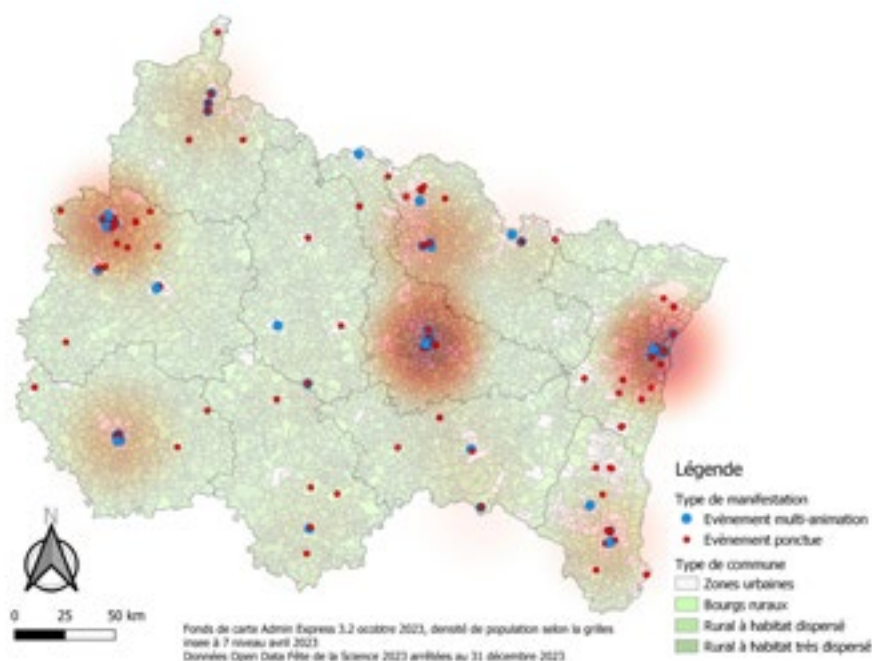 Légende
Type de manifestation
Evènement multi-animation
Evènement ponctue
Type de commune
Zones urbaines
Bourgs ruraux
Rural à habitat dispersé
Rural à habitat très dispersé
N
0 25 50 km
Fonds de carte Admin Express 3.2 ocotbre 2023, densité de population selon la grilles
insee à 7 niveau avril 2023
Données Open Data Fête de la Science 2023 arrêtées au 31 décembre 2023